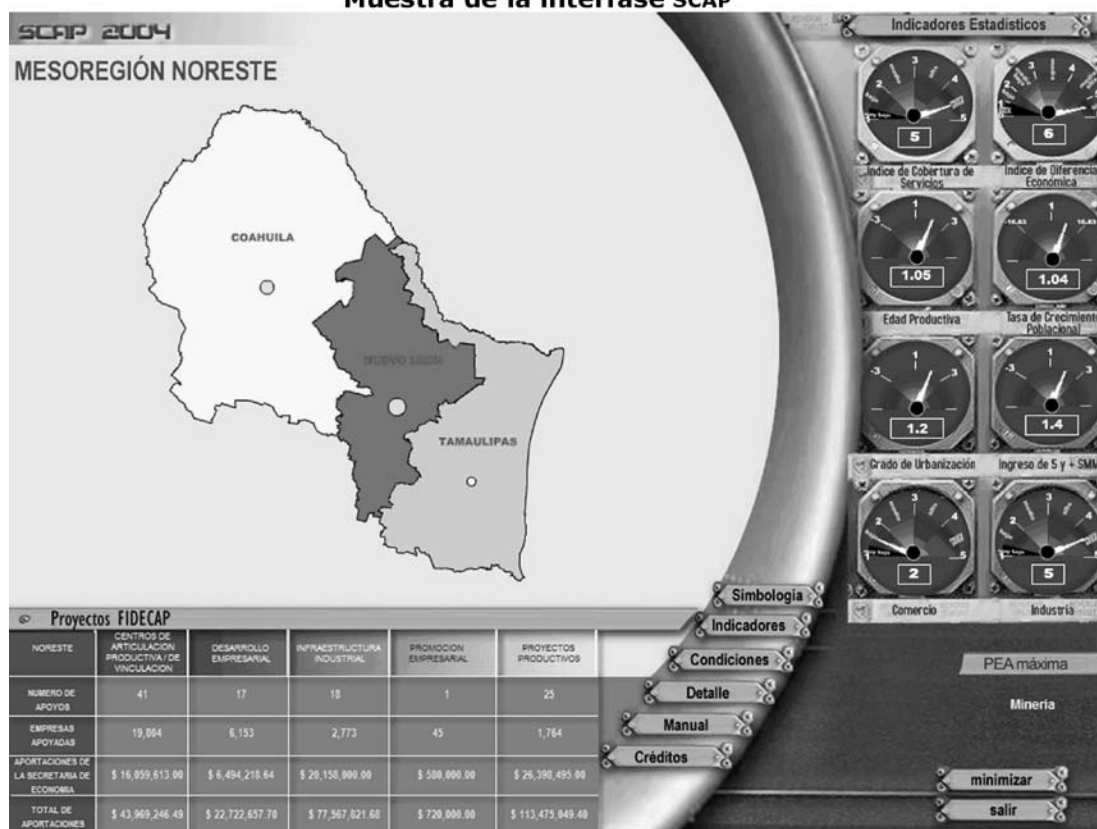 Muestra de la interfase SCAP
SCAP 2004
MESOREGIÓN NORESTE
COAHUILA
NUEVO LEON
TAMAULIPAS
Indicadores Estadísticos
5
6
Indice de Cobertura de
Servicios
Indice de Diferencia
Económica
1.05
1.04
Edad Productiva
Tasa de Crecimiento
Poblacional
1.2
1.4
Grado de Urbanización
Ingreso de 5 y + SMM
2
5
Comercio
Industria
PEA máxima
Mineria
Simbologia
Indicadores
Condiciones
Detalle
Manual
Créditos
minimizar
salir
Proyectos FIDECAP
NORESTE
CENTROS DE
ARTICULACION
PRODUCTIVA / DE
VINCULACION
DESARROLLO
EMPRESARIAL
INFRAESTRUCTURA
INDUSTRIAL
PROMOCION
EMPRESARIAL
PROYECTOS
PRODUCTIVOS
NUMERO DE
APOYOS
41 17 18 1 25
EMPRESAS
APOYADAS
19,804 6,153 2,773 45 1,764
APORTACIONES DE
LA SECRETARIA DE
ECONOMIA
$ 16,059,613.00 $ 6,494,218.64 $ 20,158,000.00 $ 580,000.00 $ 26,390,495.00
TOTAL DE
APORTACIONES
$ 43,969,246.49 $ 22,722,657.70 $ 77,567,821.60 $ 720,000.00 $ 113,475,049.40